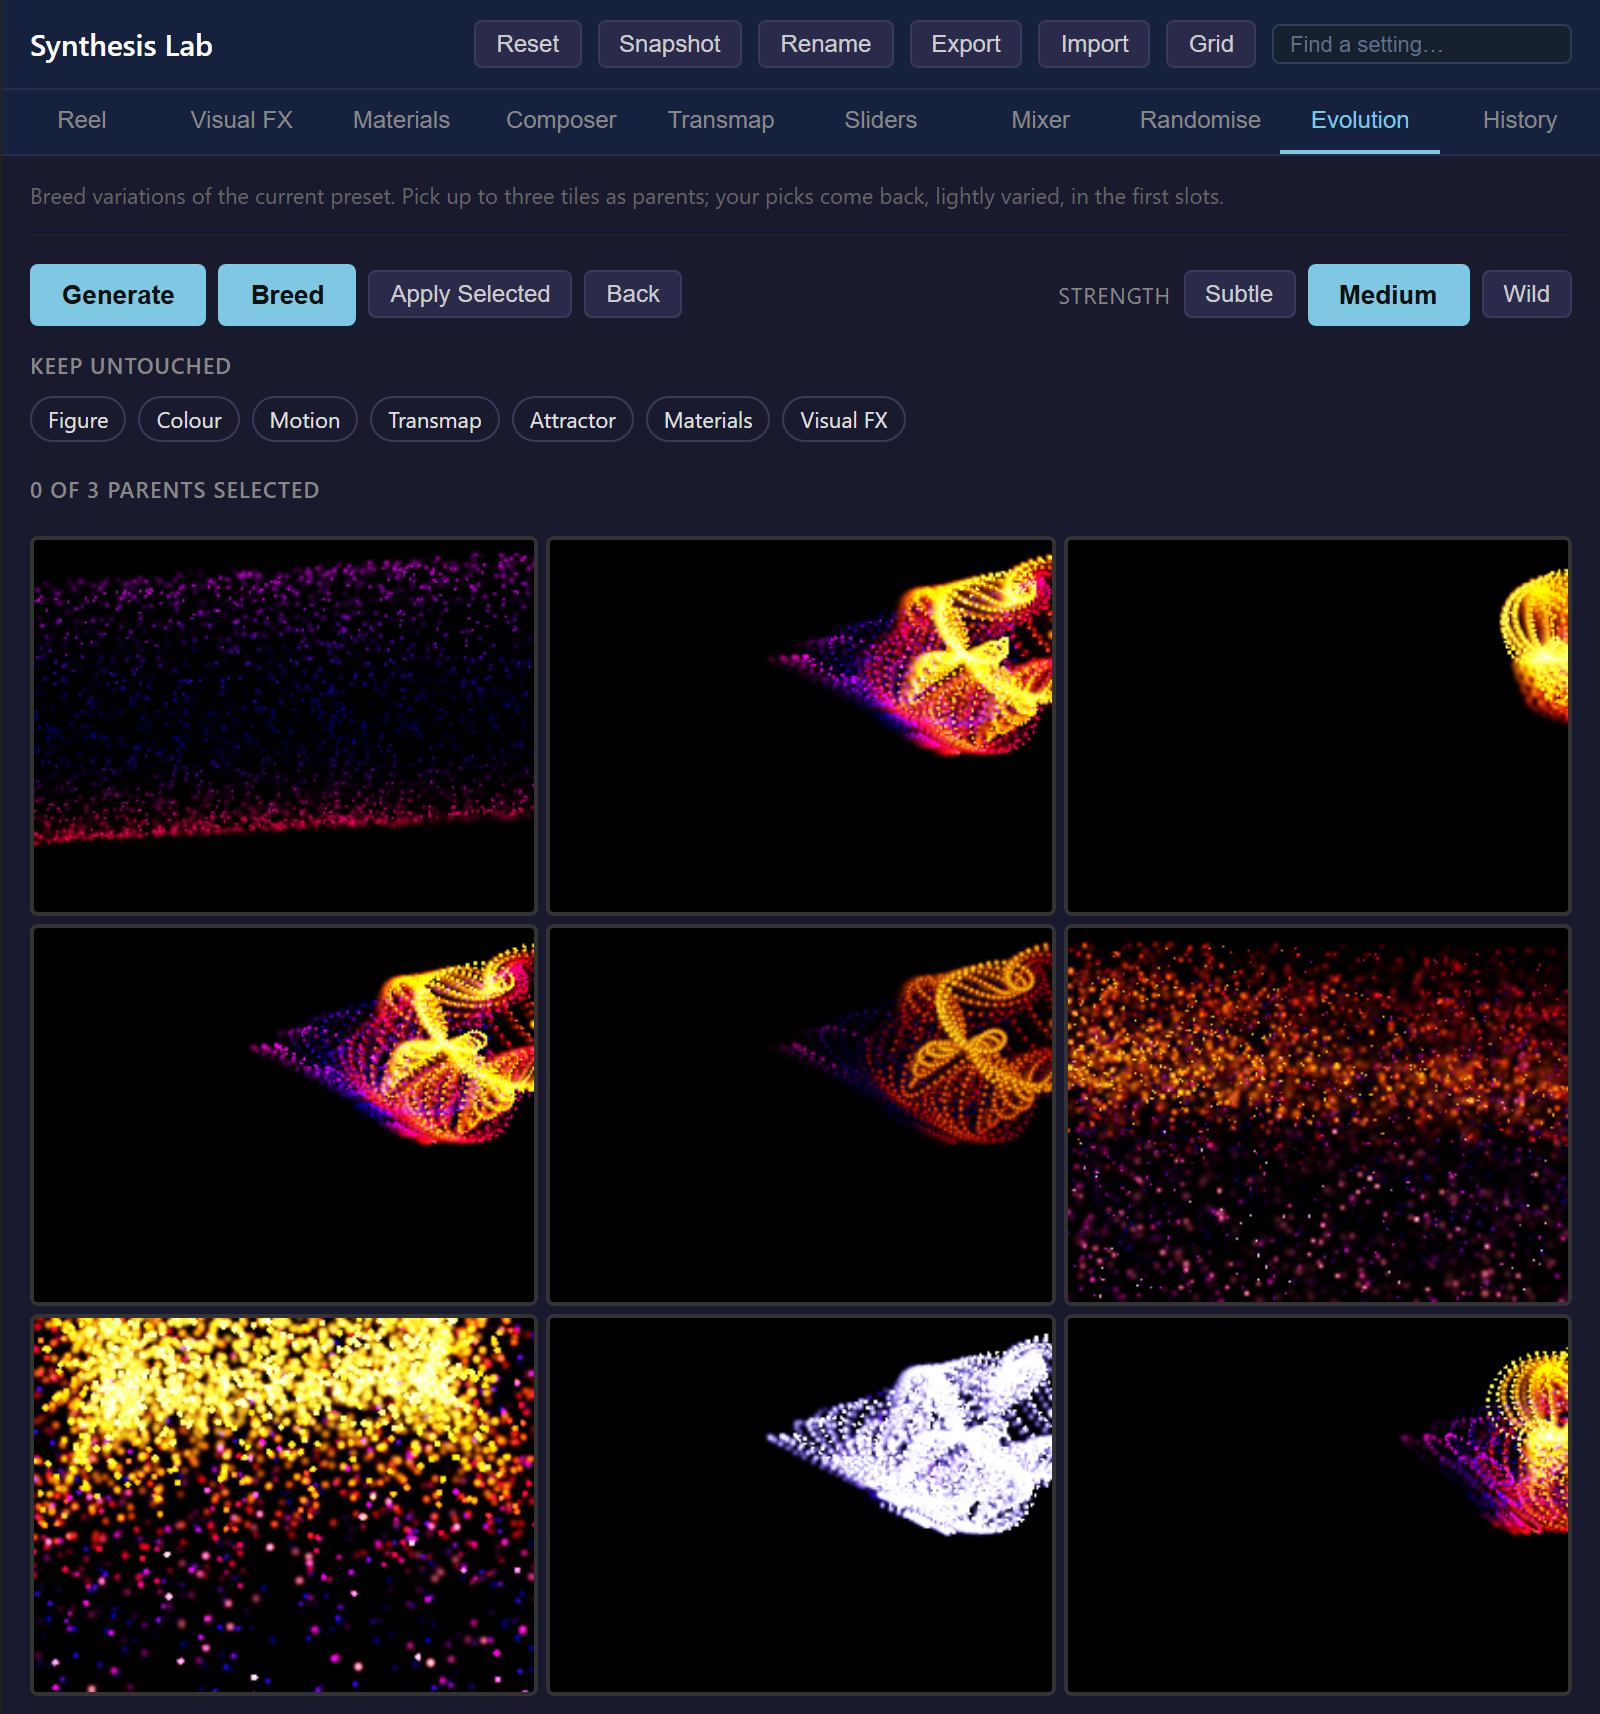 Synthesis Lab
Reset
Snapshot
Rename
Export
Import
Grid
Find a setting…
Reel
Visual FX
Materials
Composer
Transmap
Sliders
Mixer
Randomise
Evolution
History
Breed variations of the current preset. Pick up to three tiles as parents; your picks come back, lightly varied, in the first slots.
Generate
Breed
Apply Selected
Back
STRENGTH
Subtle
Medium
Wild
KEEP UNTOUCHED
Figure
Colour
Motion
Transmap
Attractor
Materials
Visual FX
0 OF 3 PARENTS SELECTED